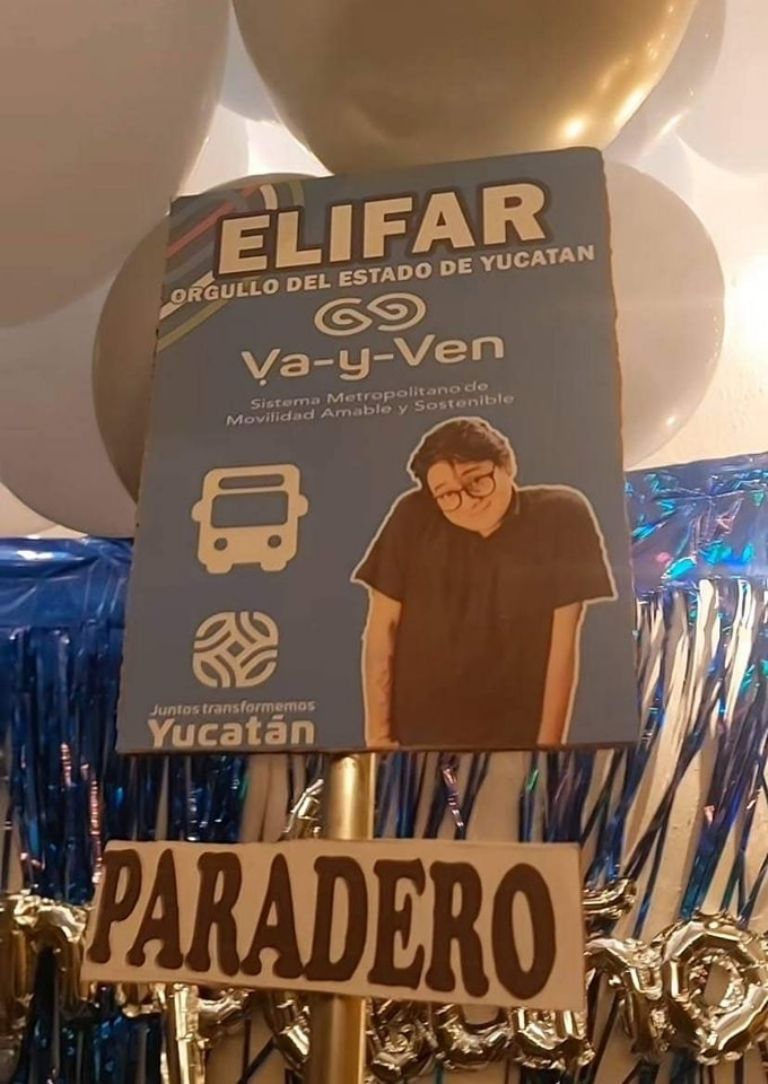 ELIFAR
ORGULLO DEL ESTADO DE YUCATAN
Va-y-Ven
Sistema Metropolitano de
Movilidad Amable y Sostenible
Juntos transformemos
Yucatán
PARADERO